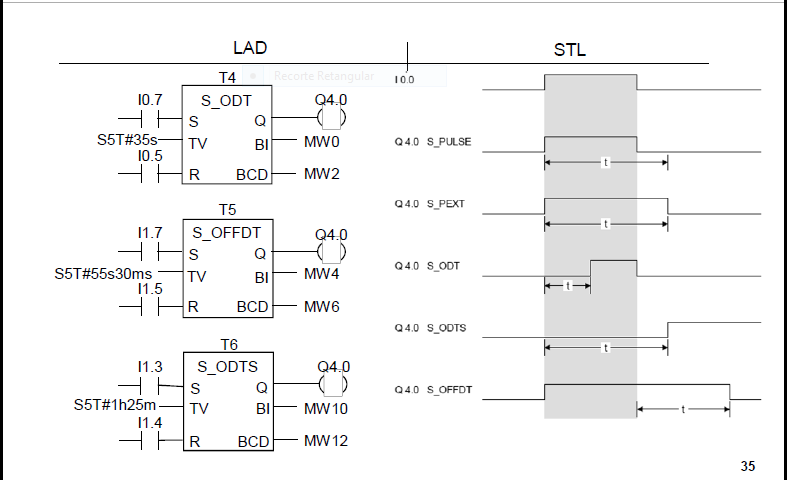 LAD
STL
Recorte Retangular
T4
I0.7
S_ODT
Q4.0
S
Q
S5T#35s
TV
BI
MW0
I0.5
R
BCD
MW2
T5
I1.7
S_OFFDT
Q4.0
S
Q
S5T#55s30ms
TV
BI
MW4
I1.5
R
BCD
MW6
T6
I1.3
S_ODTS
Q4.0
S
Q
S5T#1h25m
TV
BI
MW10
I1.4
R
BCD
MW12
I 0.0
Q 4.0 S_PULSE
t
Q 4.0 S_PEXT
t
Q 4.0 S_ODT
t
Q 4.0 S_ODTS
t
Q 4.0 S_OFFDT
t
35